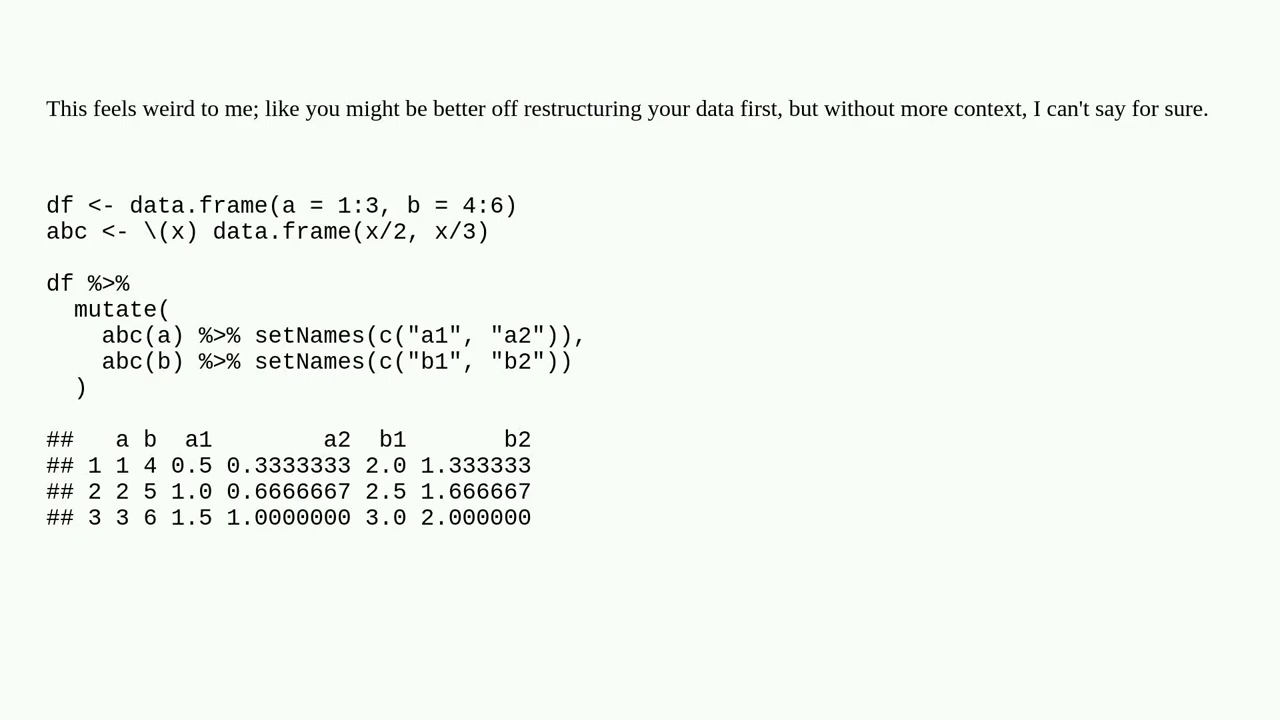 This feels weird to me; like you might be better off restructuring your data first, but without more context, I can't say for sure.
df <- data.frame(a = 1:3, b = 4:6)
abc <- \(x) data.frame(x/2, x/3)
df %>%
  mutate(
    abc(a) %>% setNames(c("a1", "a2")),
    abc(b) %>% setNames(c("b1", "b2"))
  )
##   a b  a1        a2  b1       b2
## 1 1 4 0.5 0.3333333 2.0 1.333333
## 2 2 5 1.0 0.6666667 2.5 1.666667
## 3 3 6 1.5 1.0000000 3.0 2.000000